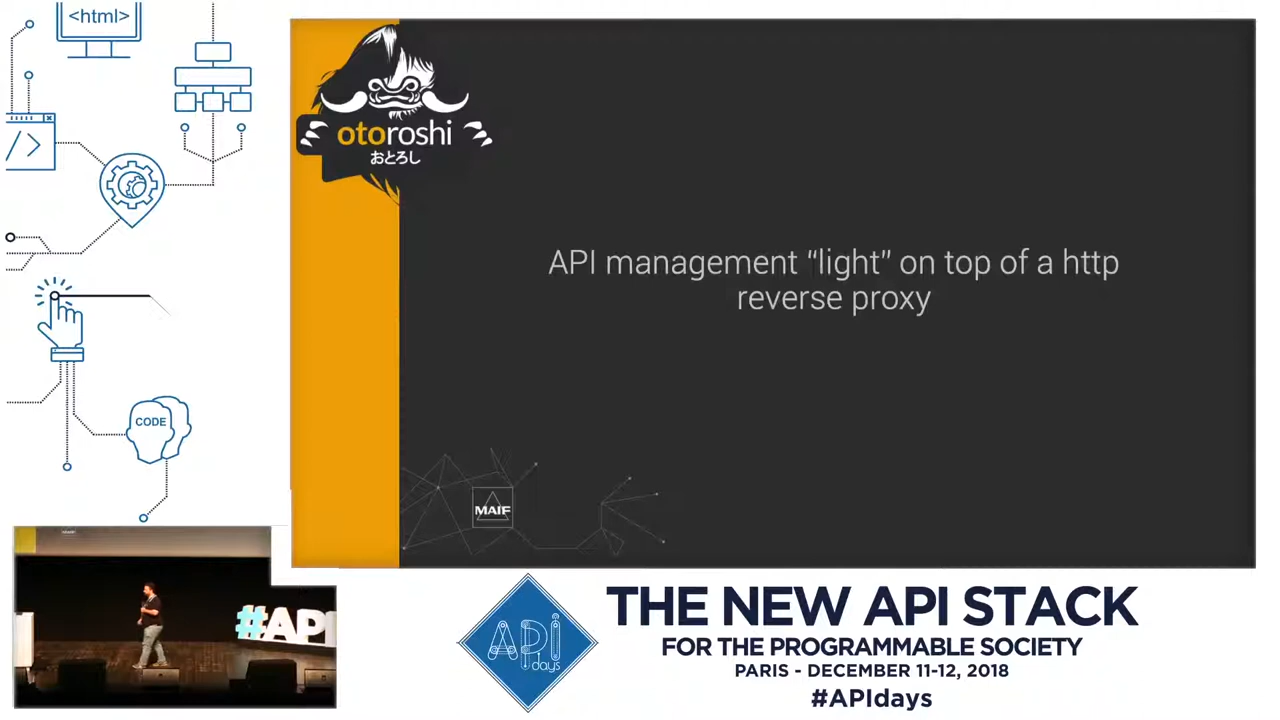 <html>
otoroshi
おとろし
API management “light” on top of a http
reverse proxy
</>
CODE
MAIF
#API
APi
days
THE NEW API STACK
FOR THE PROGRAMMABLE SOCIETY
PARIS - DECEMBER 11-12, 2018
#APIdays